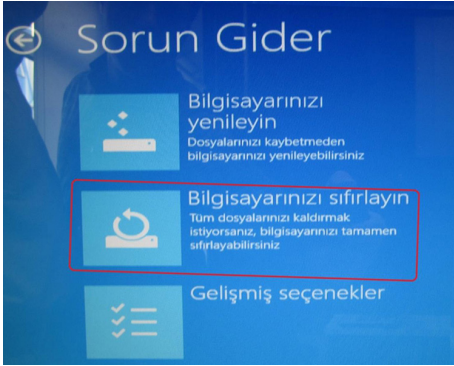 Sorun Gider
Bilgisayarınızı
yenileyin
Dosyalarınızı kaybetmeden
bilgisayarınızı yenileyebilirsiniz
Bilgisayarınızı sıfırlayın
Tüm dosyalarınızı kaldırmak
istiyorsanız, bilgisayarınızı tamamen
sıfırlayabilirsiniz
Gelişmiş seçenekler